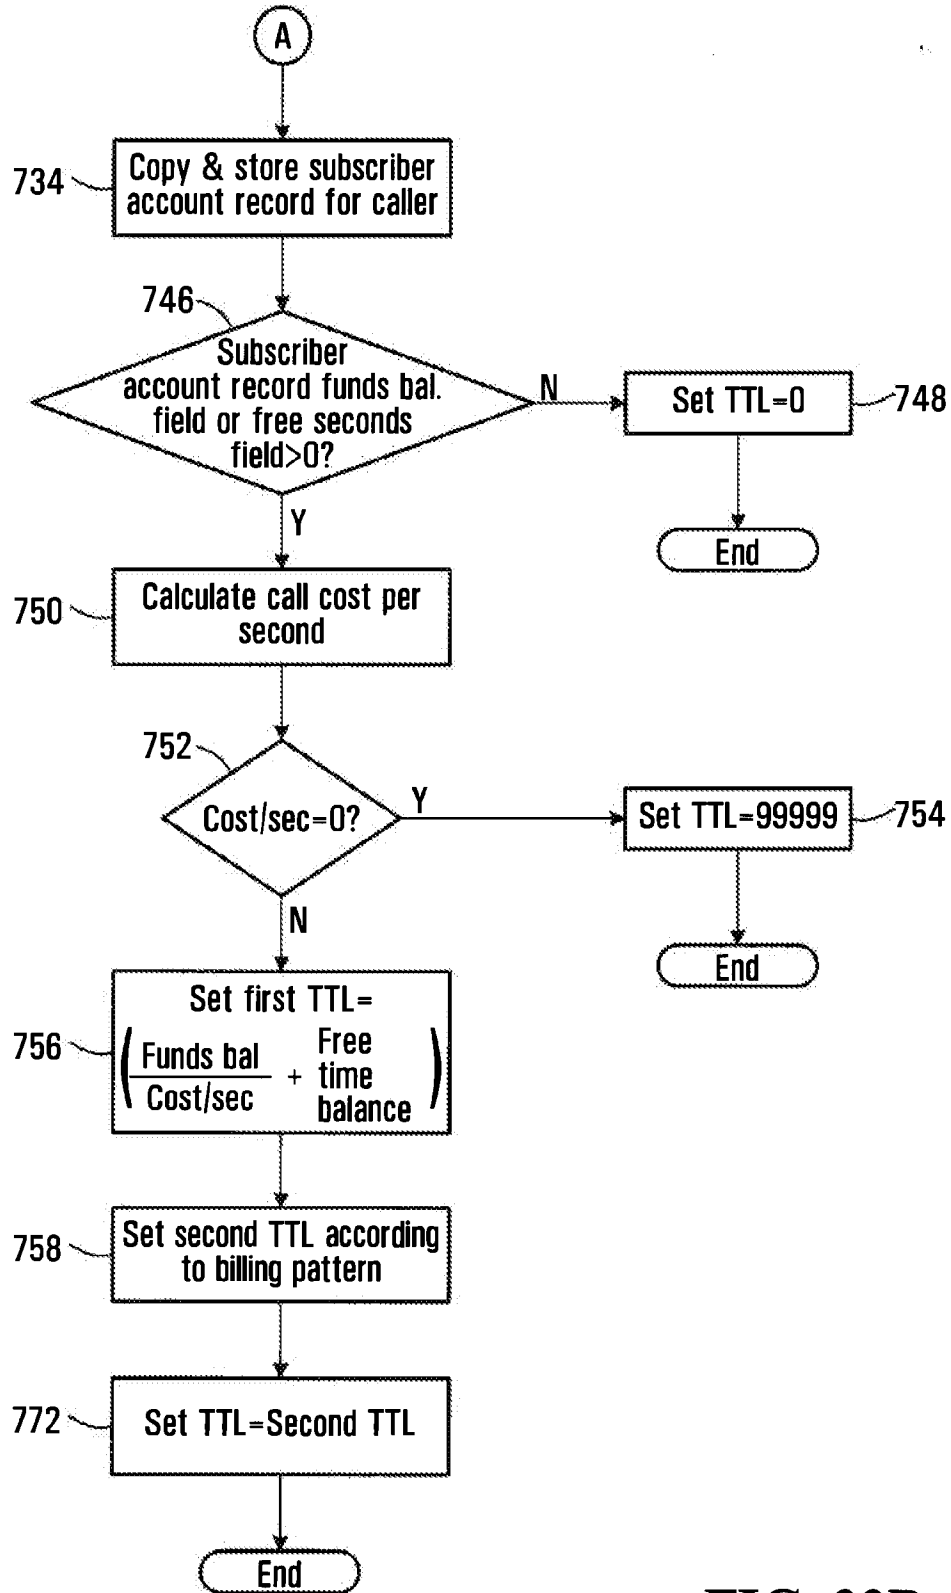 A
734
Copy & store subscriber
account record for caller
746
Subscriber
account record funds bal.
field or free seconds
field>0?
N
Set TTL=0
748
Y
End
750
Calculate call cost per
second
752
Cost/sec=0?
Y
Set TTL=99999
754
N
End
756
Set first TTL=
( Funds bal
Cost/sec
+
Free
time
balance )
758
Set second TTL according
to billing pattern
772
Set TTL=Second TTL
End